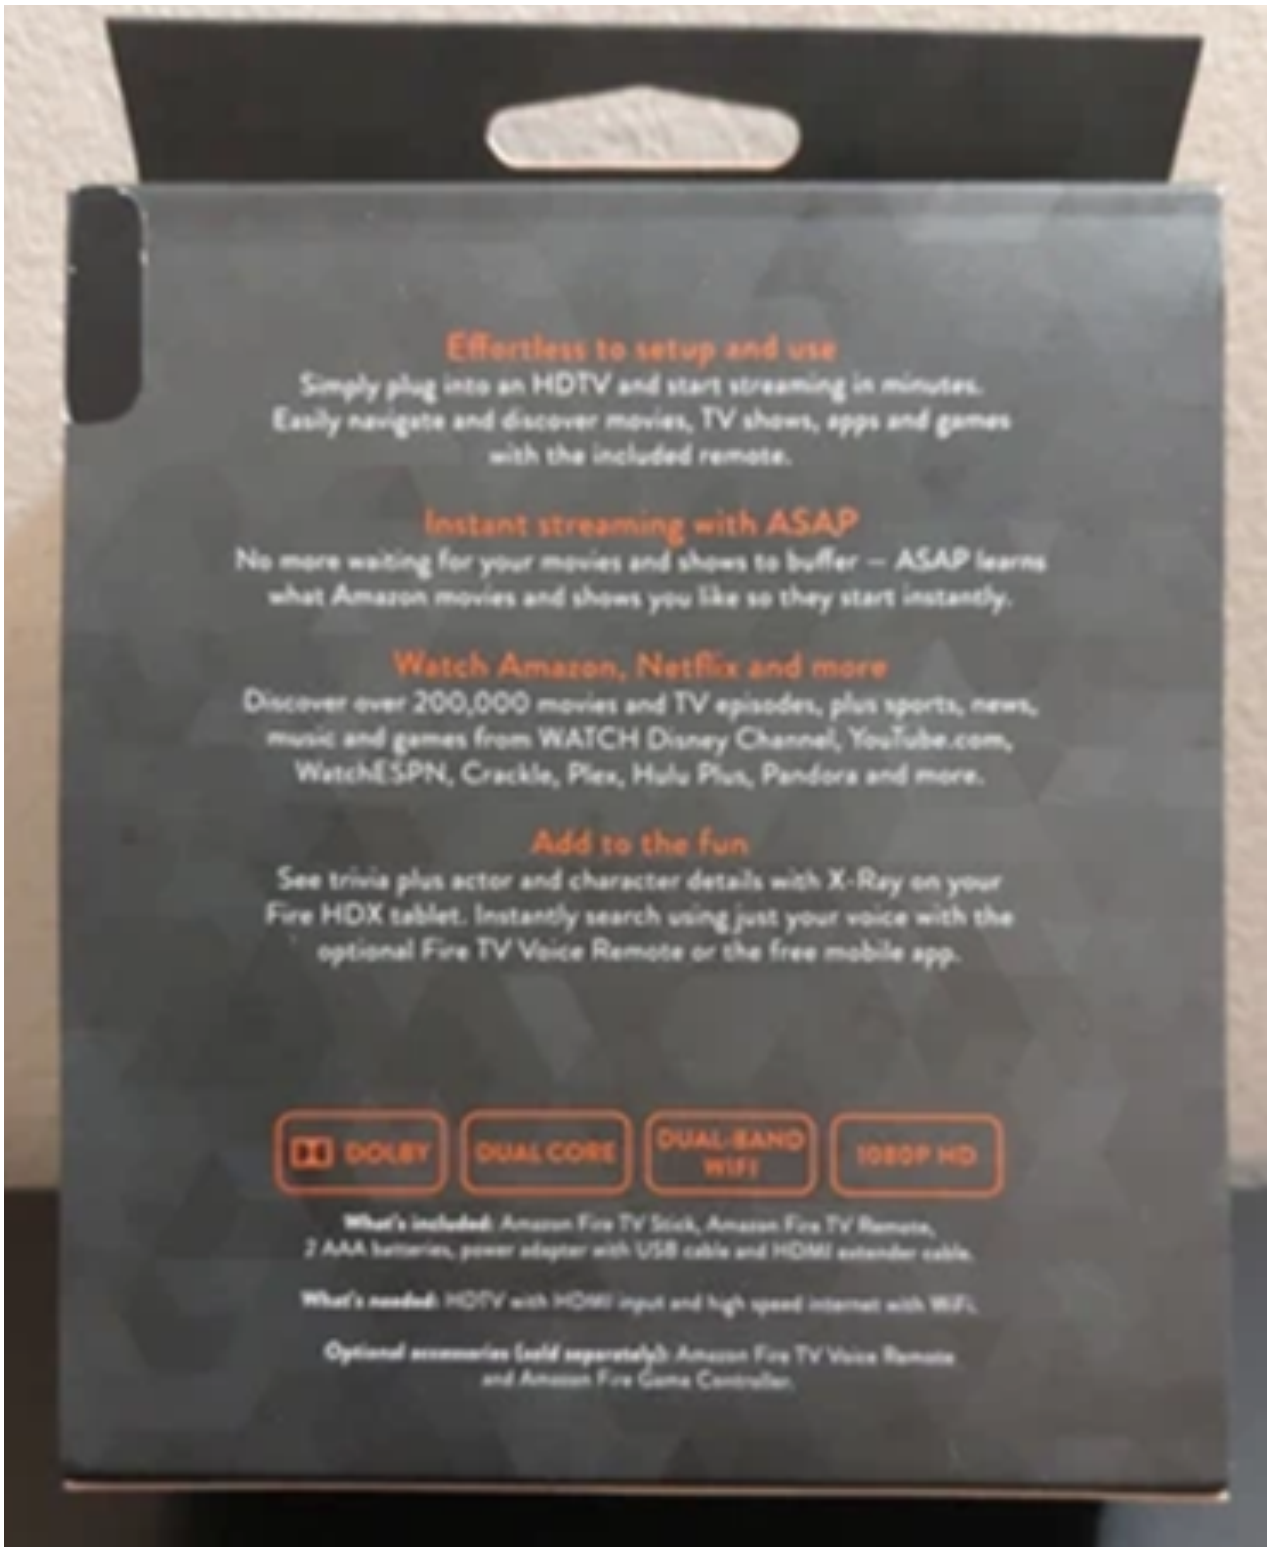 Effortless to setup and use
Simply plug into an HDTV and start streaming in minutes.
Easily navigate and discover movies, TV shows, apps and games
with the included remote.
Instant streaming with ASAP
No more waiting for your movies and shows to buffer – ASAP learns
what Amazon movies and shows you like so they start instantly.
Watch Amazon, Netflix and more
Discover over 200,000 movies and TV episodes, plus sports, news,
music and games from WATCH Disney Channel, YouTube.com,
WatchESPN, Crackle, Plex, Hulu Plus, Pandora and more.
Add to the fun
See trivia plus actor and character details with X-Ray on your
Fire HDX tablet. Instantly search using just your voice with the
optional Fire TV Voice Remote or the free mobile app.
DOLBY
DUAL CORE
DUAL-BAND
WIFI
1080P HD
What's included: Amazon Fire TV Stick, Amazon Fire TV Remote,
2 AAA batteries, power adapter with USB cable and HDMI extender cable.
What's needed: HDTV with HDMI input and high speed internet with WiFi.
Optional accessories (sold separately): Amazon Fire TV Voice Remote
and Amazon Fire Game Controller.